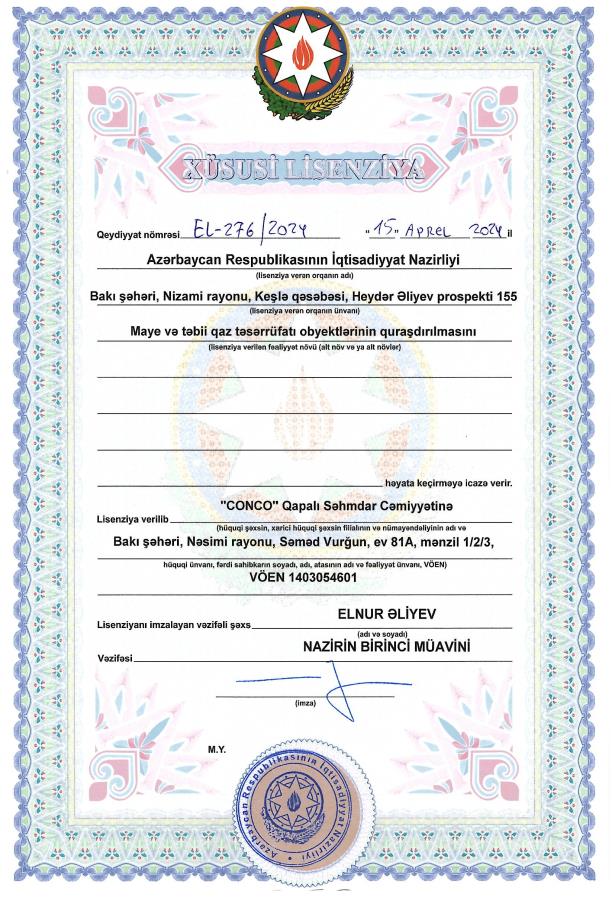 XÜSUSİ LİSENZİYA
Qeydiyyat nömrəsi EL-276/2024 "15" APREL 2024 il
Azərbaycan Respublikasının İqtisadiyyat Nazirliyi
(lisenziya verən orqanın adı)
Bakı şəhəri, Nizami rayonu, Keşlə qəsəbəsi, Heydər Əliyev prospekti 155
(lisenziya verən orqanın ünvanı)
Maye və təbii qaz təsərrüfatı obyektlərinin quraşdırılmasını
(lisenziya verilən fəaliyyət növü (alt növ və ya alt növlər)
həyata keçirməyə icazə verir.
"CONCO" Qapalı Səhmdar Cəmiyyətinə
Lisenziya verilib
(hüquqi şəxsin, xarici hüquqi şəxsin filialının və nümayəndəliyinin adı və
Bakı şəhəri, Nəsimi rayonu, Səməd Vurğun, ev 81A, mənzil 1/2/3,
hüquqi ünvanı, fərdi sahibkarın soyadı, adı, atasının adı və fəaliyyət ünvanı, VÖEN)
VÖEN 1403054601
ELNUR ƏLİYEV
Lisenziyanı imzalayan vəzifəli şəxs
(adı və soyadı)
NAZİRİN BİRİNCİ MÜAVİNİ
Vəzifəsi
(imza)
M.Y.
Azərbaycan Respublikasının İqtisadiyyat Nazirliyi